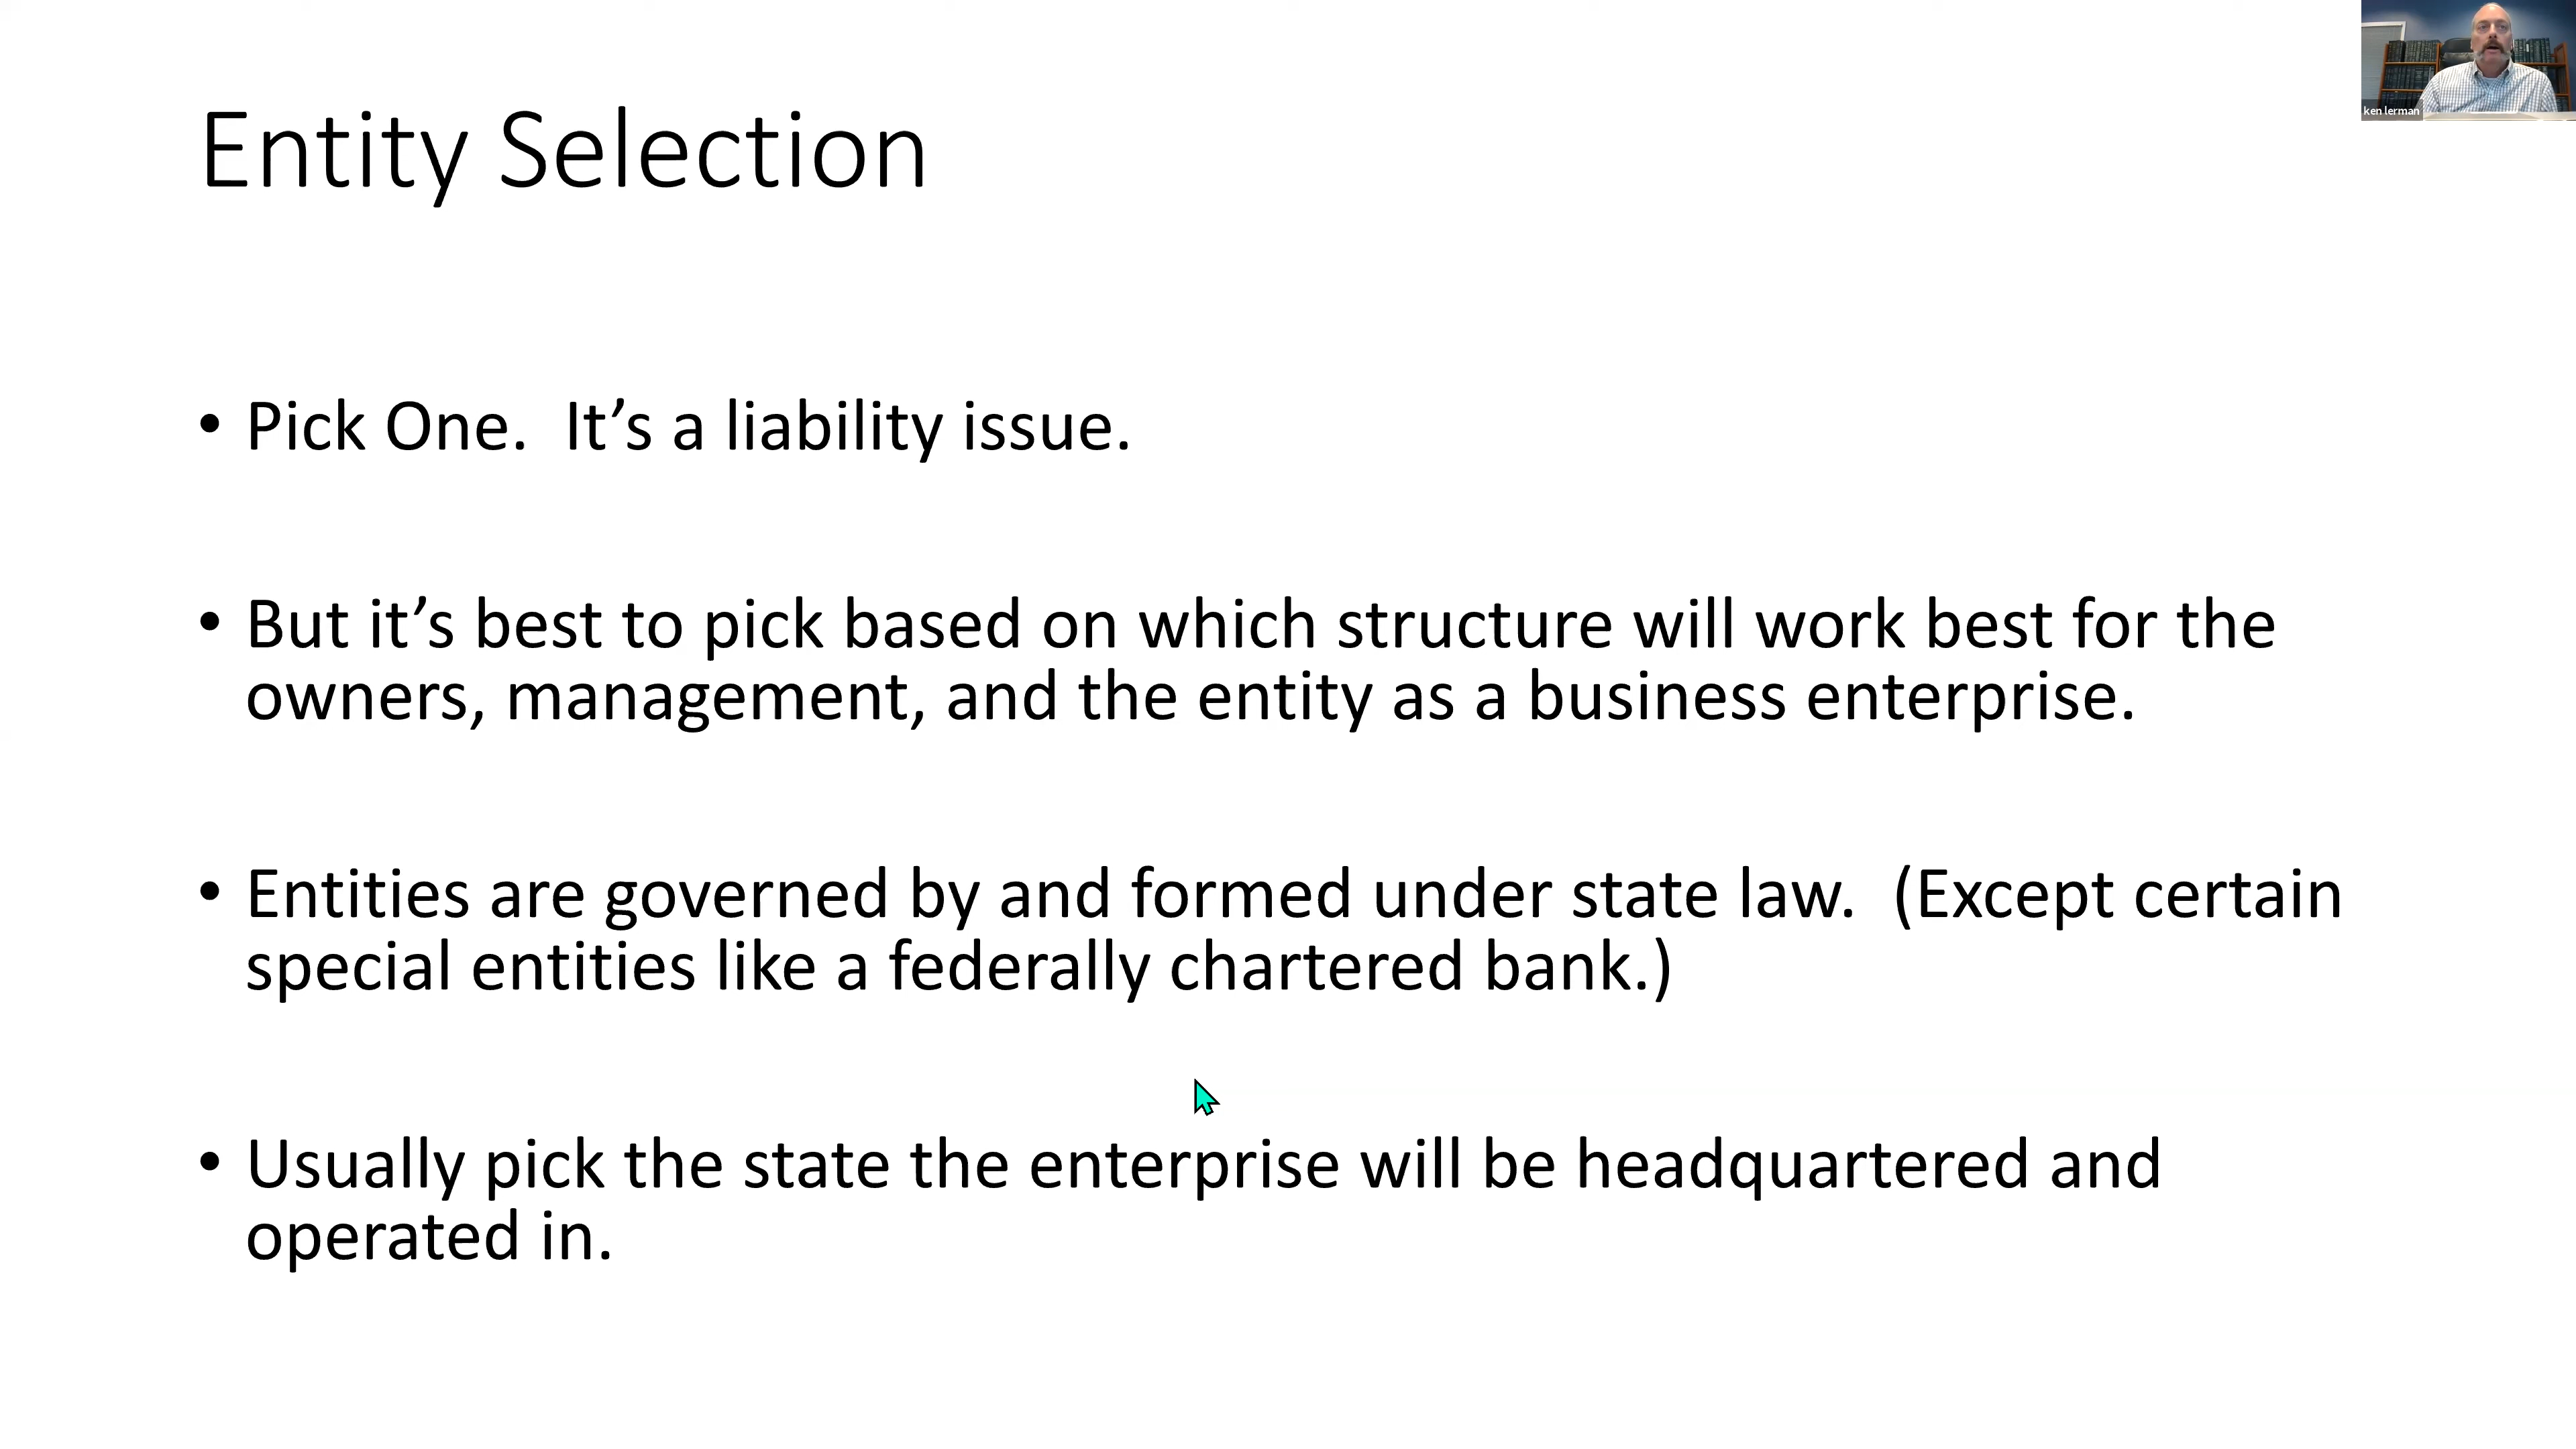 Entity Selection
ken lerman
• Pick One.  It’s a liability issue.
• But it’s best to pick based on which structure will work best for the
owners, management, and the entity as a business enterprise.
• Entities are governed by and formed under state law.  (Except certain
special entities like a federally chartered bank.)
• Usually pick the state the enterprise will be headquartered and
operated in.